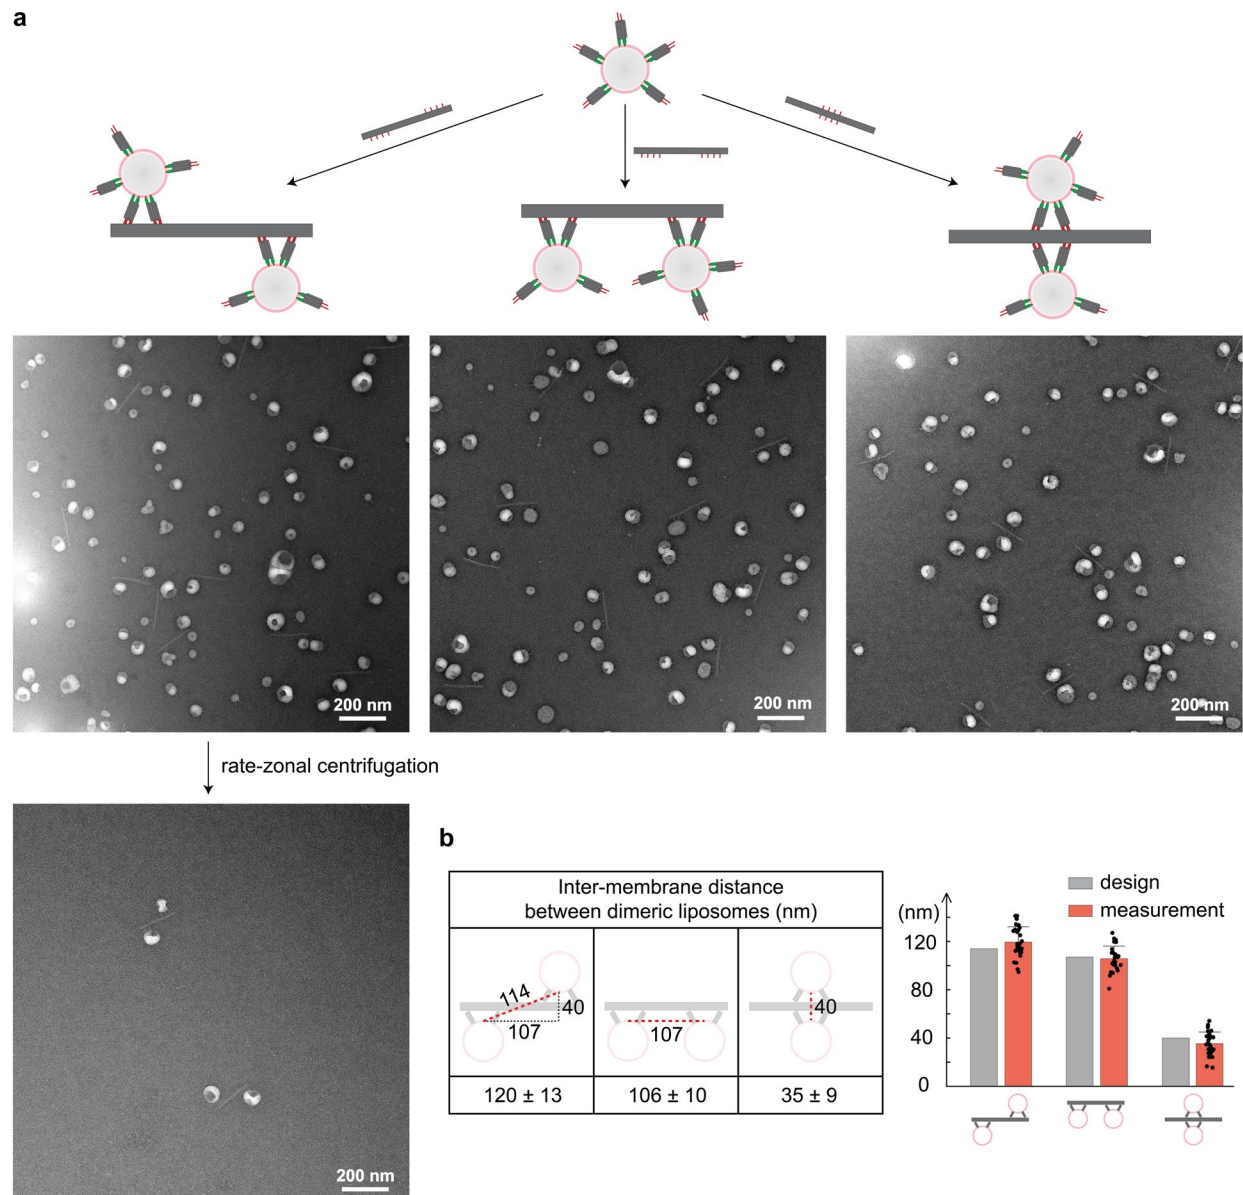 a
200 nm
200 nm
200 nm
rate-zonal centrifugation
200 nm
b
Inter-membrane distance
between dimeric liposomes (nm)
114
40
107
107
40
120 ± 13
106 ± 10
35 ± 9
design
measurement
(nm)
120
80
40
0